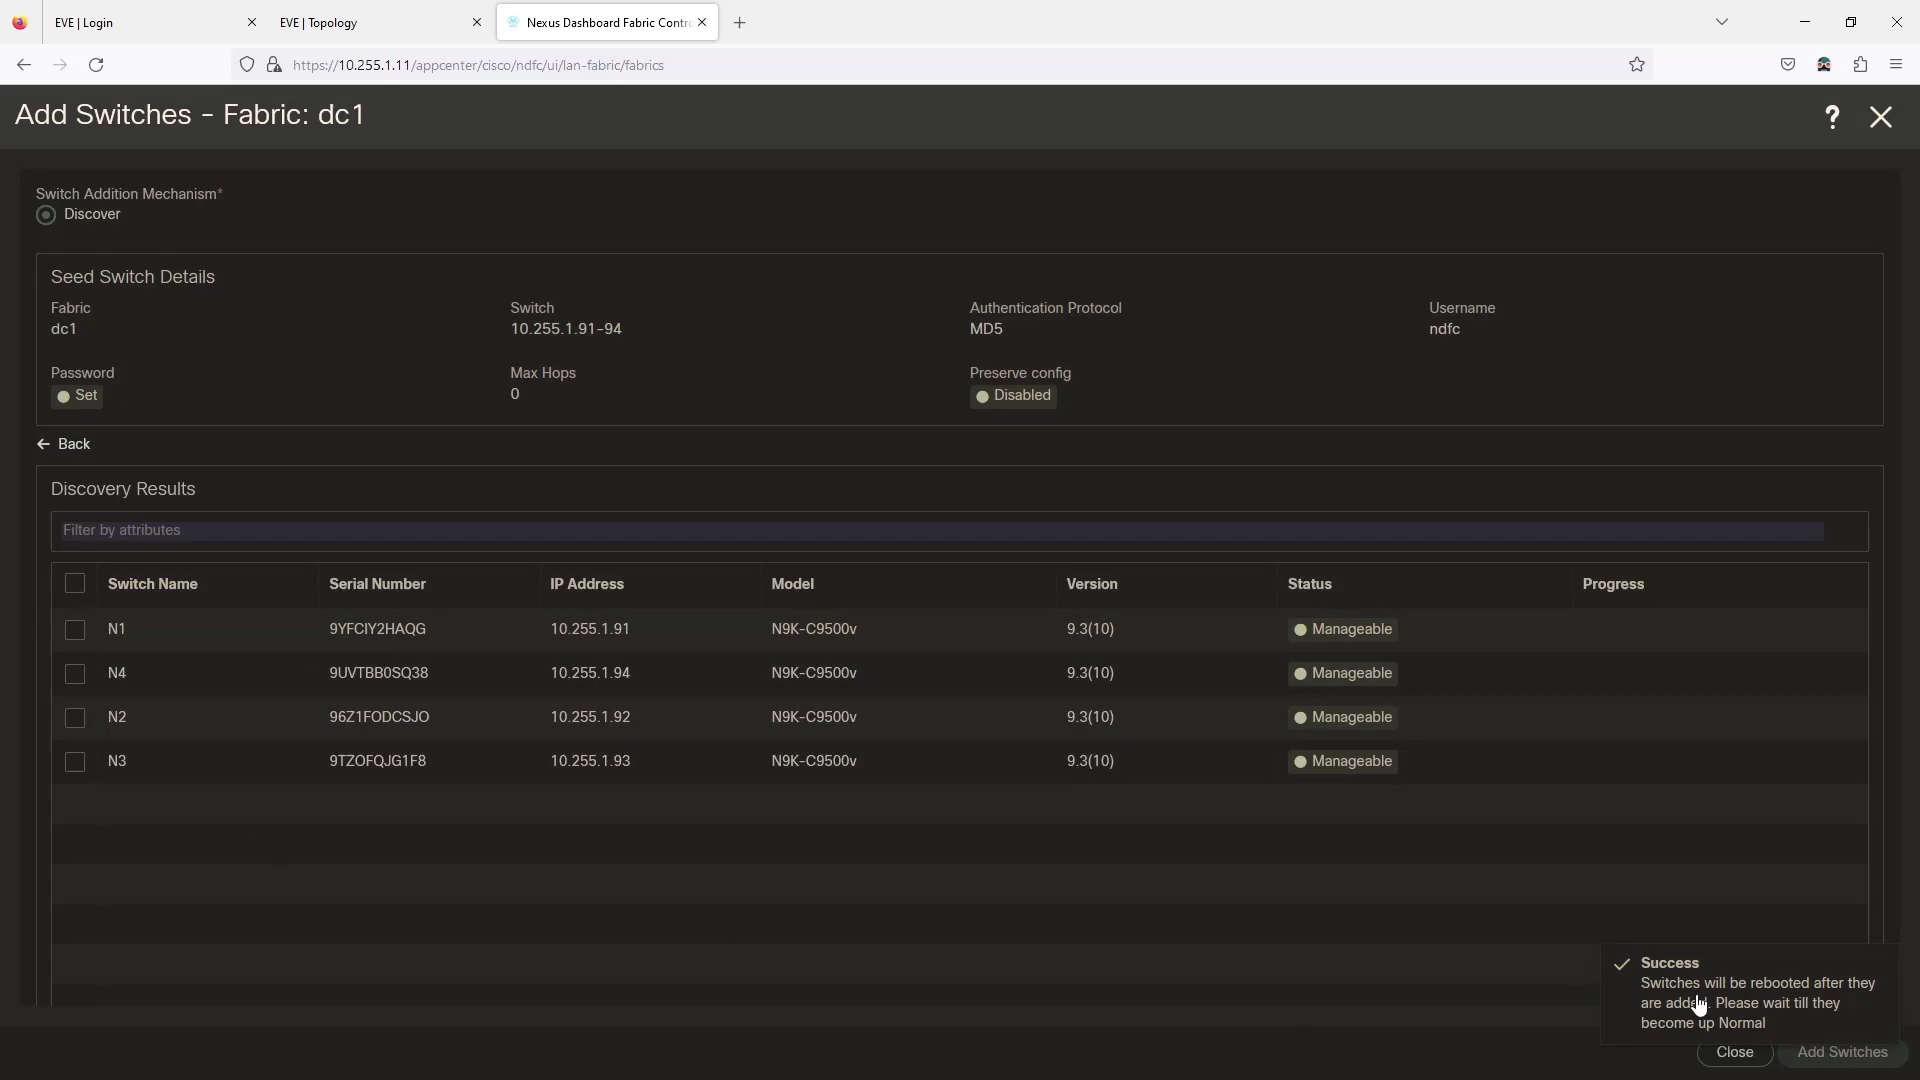 EVE | Login
EVE | Topology
Nexus Dashboard Fabric Contro
https://10.255.1.11/appcenter/cisco/ndfc/ui/lan-fabric/fabrics
Add Switches - Fabric: dc1
Switch Addition Mechanism*
Discover
Seed Switch Details
Fabric
Switch
Authentication Protocol
Username
dc1
10.255.1.91-94
MD5
ndfc
Password
Max Hops
Preserve config
Set
0
Disabled
Back
Discovery Results
Filter by attributes
Switch Name Serial Number IP Address Model Version Status Progress
N1 9YFCIY2HAQG 10.255.1.91 N9K-C9500v 9.3(10) Manageable
N4 9UVTBB0SQ38 10.255.1.94 N9K-C9500v 9.3(10) Manageable
N2 96Z1FODCSJO 10.255.1.92 N9K-C9500v 9.3(10) Manageable
N3 9TZOFQJG1F8 10.255.1.93 N9K-C9500v 9.3(10) Manageable
Success
Switches will be rebooted after they
are added. Please wait till they
become up Normal
Close
Add Switches